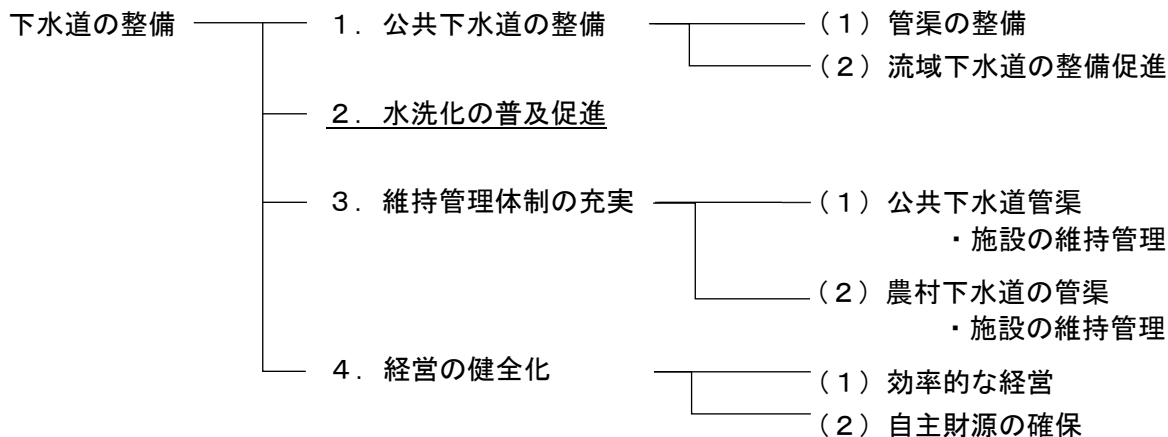 下水道の整備
1．公共下水道の整備
（１）管渠の整備
（２）流域下水道の整備促進
２．水洗化の普及促進
３．維持管理体制の充実
（１）公共下水道管渠
・施設の維持管理
（２）農村下水道の管渠
・施設の維持管理
４．経営の健全化
（１）効率的な経営
（２）自主財源の確保